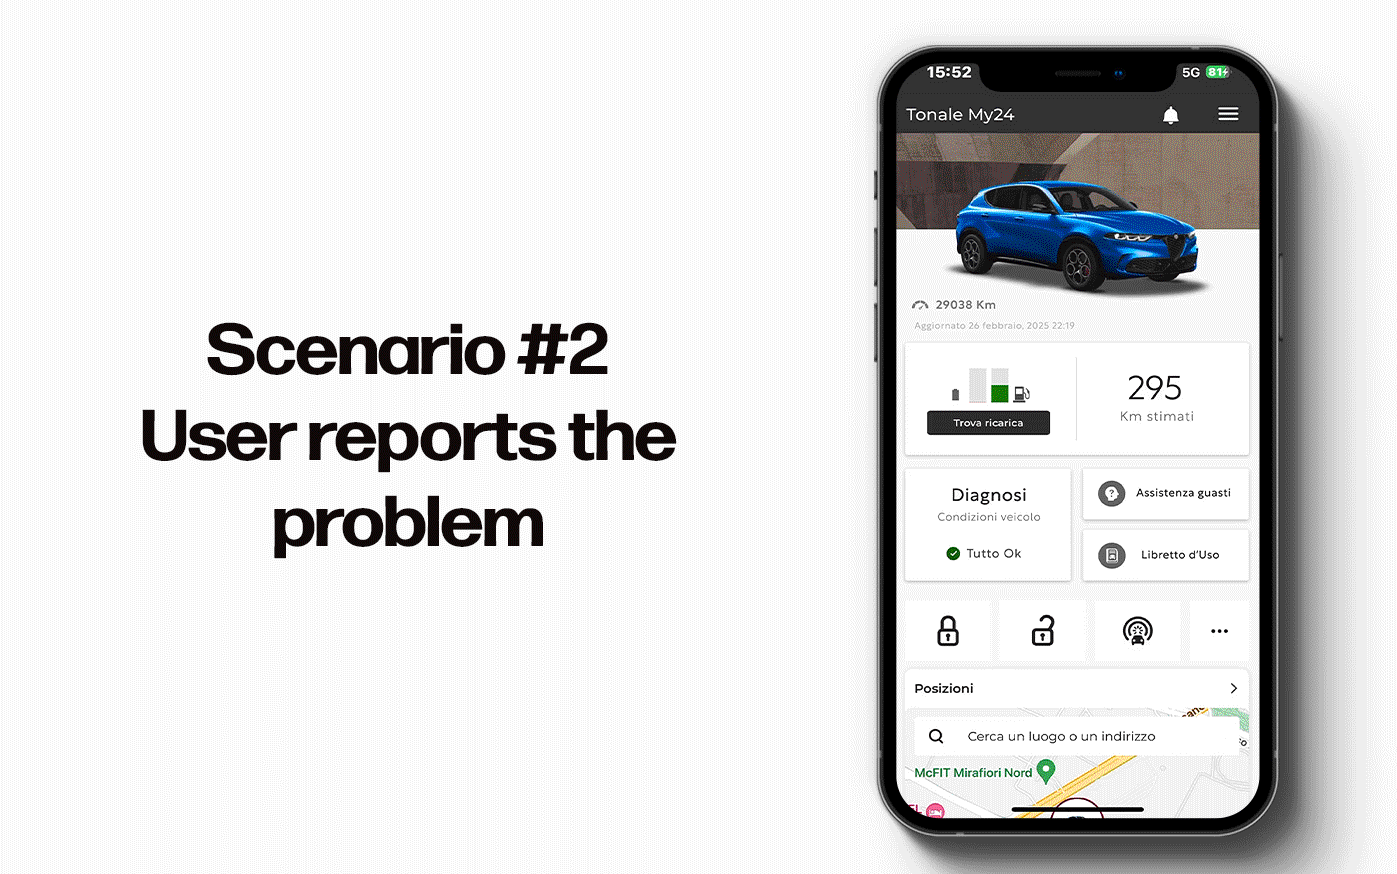 Scenario #2
User reports the
problem
15:52
5G 81
Tonale My24
29038 Km
Aggiornato 26 febbraio, 2025 22:19
Trova ricarica
295
Km stimati
Diagnosi
Condizioni veicolo
Tutto Ok
Assistenza guasti
Libretto d'Uso
Posizioni
Cerca un luogo o un indirizzo
McFIT Mirafiori Nord